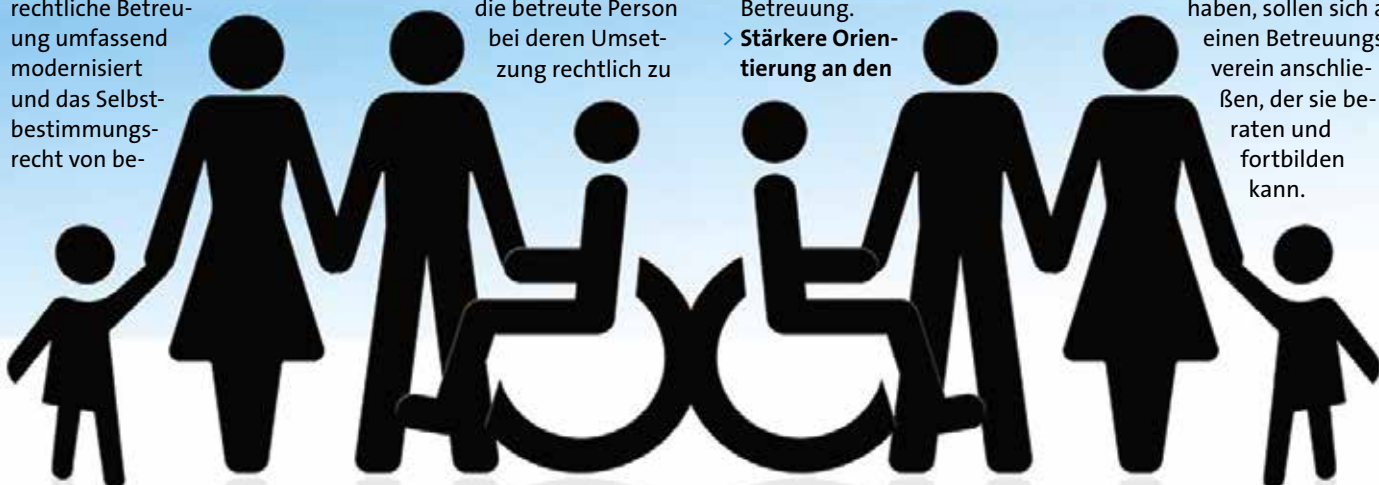 rechtliche Betreu-
ung umfassend
modernisiert
und das Selbst-
bestimmungs-
recht von be-
die betreute Person
bei deren Umset-
zung rechtlich zu
Betreuung.
> Stärkere Orien-
tierung an den
haben, sollen sich
einen Betreuungs
verein anschlie-
ßen, der sie be-
raten und
fortbilden
kann.